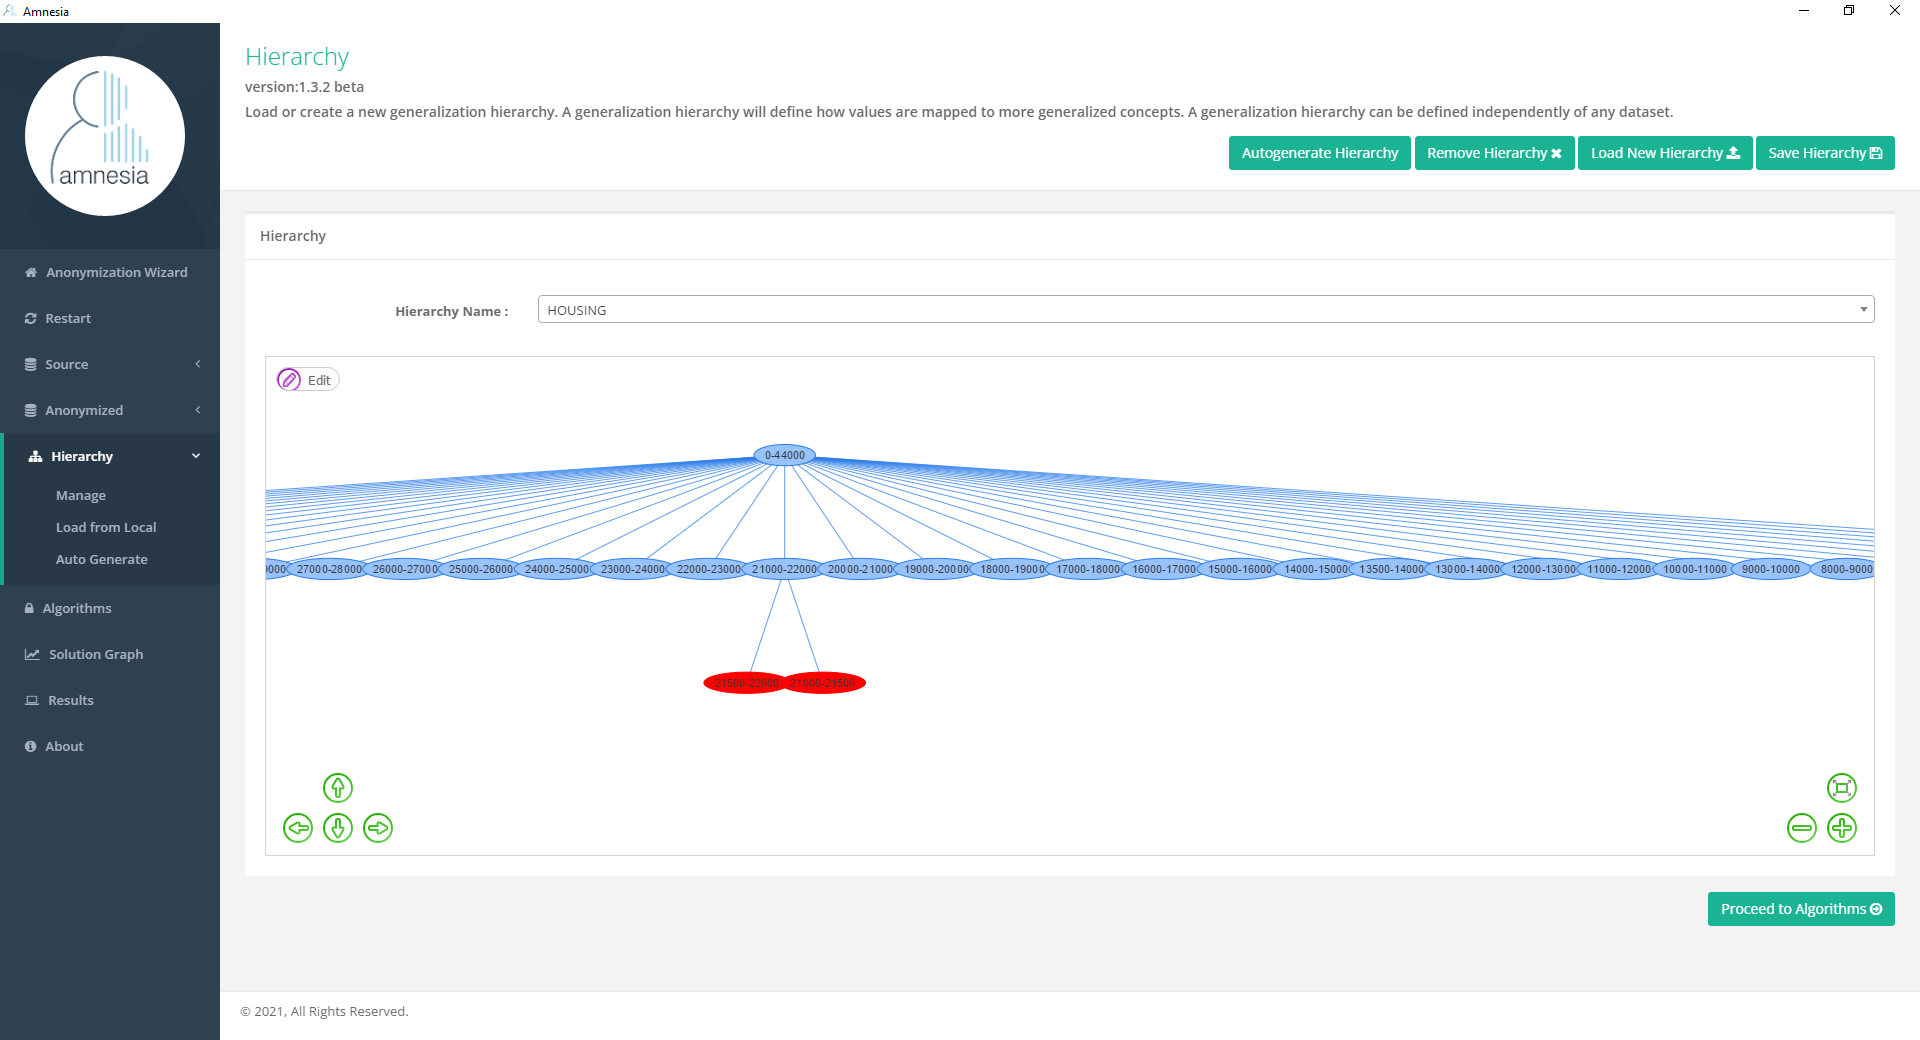 Amnesia
amnesia
Anonymization Wizard
Restart
Source
Anonymized
Hierarchy
Manage
Load from Local
Auto Generate
Algorithms
Solution Graph
Results
About
Hierarchy
version:1.3.2 beta
Load or create a new generalization hierarchy. A generalization hierarchy will define how values are mapped to more generalized concepts. A generalization hierarchy can be defined independently of any dataset.
Autogenerate Hierarchy Remove Hierarchy Load New Hierarchy Save Hierarchy
Hierarchy
Hierarchy Name : HOUSING
Edit
0-44000
27000-28000 26000-27000 25000-26000 24000-25000 23000-24000 22000-23000 21000-22000 20000-21000 19000-20000 18000-19000 17000-18000 16000-17000 15000-16000 14000-15000 13500-14000 13000-14000 12000-13000 11000-12000 10000-11000 9000-10000 8000-9000
21500-22000 21000-21500
Proceed to Algorithms
© 2021, All Rights Reserved.